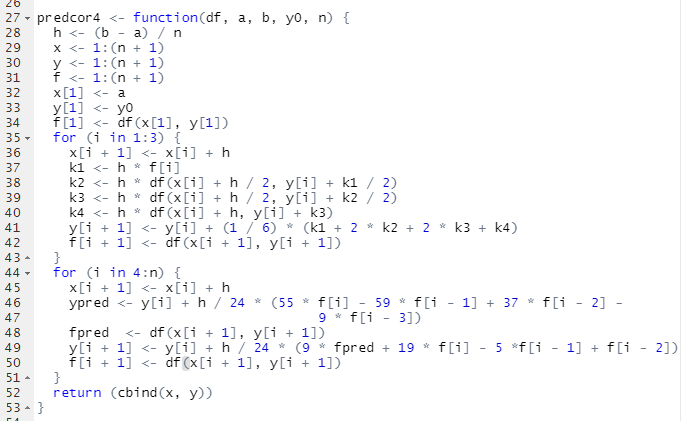 26
27 predcor4 <- function(df, a, b, y0, n) {
28 h <- (b - a) / n
29 x <- 1:(n + 1)
30 y <- 1:(n + 1)
31 f <- 1:(n + 1)
32 x[1] <- a
33 y[1] <- y0
34 f[1] <- df(x[1], y[1])
35 for (i in 1:3) {
36 x[i + 1] <- x[i] + h
37 k1 <- h * f[i]
38 k2 <- h * df(x[i] + h / 2, y[i] + k1 / 2)
39 k3 <- h * df(x[i] + h / 2, y[i] + k2 / 2)
40 k4 <- h * df(x[i] + h, y[i] + k3)
41 y[i + 1] <- y[i] + (1 / 6) * (k1 + 2 * k2 + 2 * k3 + k4)
42 f[i + 1] <- df(x[i + 1], y[i + 1])
43 }
44 for (i in 4:n) {
45 x[i + 1] <- x[i] + h
46 ypred <- y[i] + h / 24 * (55 * f[i] - 59 * f[i - 1] + 37 * f[i - 2] -
47 9 * f[i - 3])
48 fpred  <- df(x[i + 1], y[i + 1])
49 y[i + 1] <- y[i] + h / 24 * (9 * fpred + 19 * f[i] - 5 *f[i - 1] + f[i - 2])
50 f[i + 1] <- df(x[i + 1], y[i + 1])
51 }
52 return (cbind(x, y))
53 }